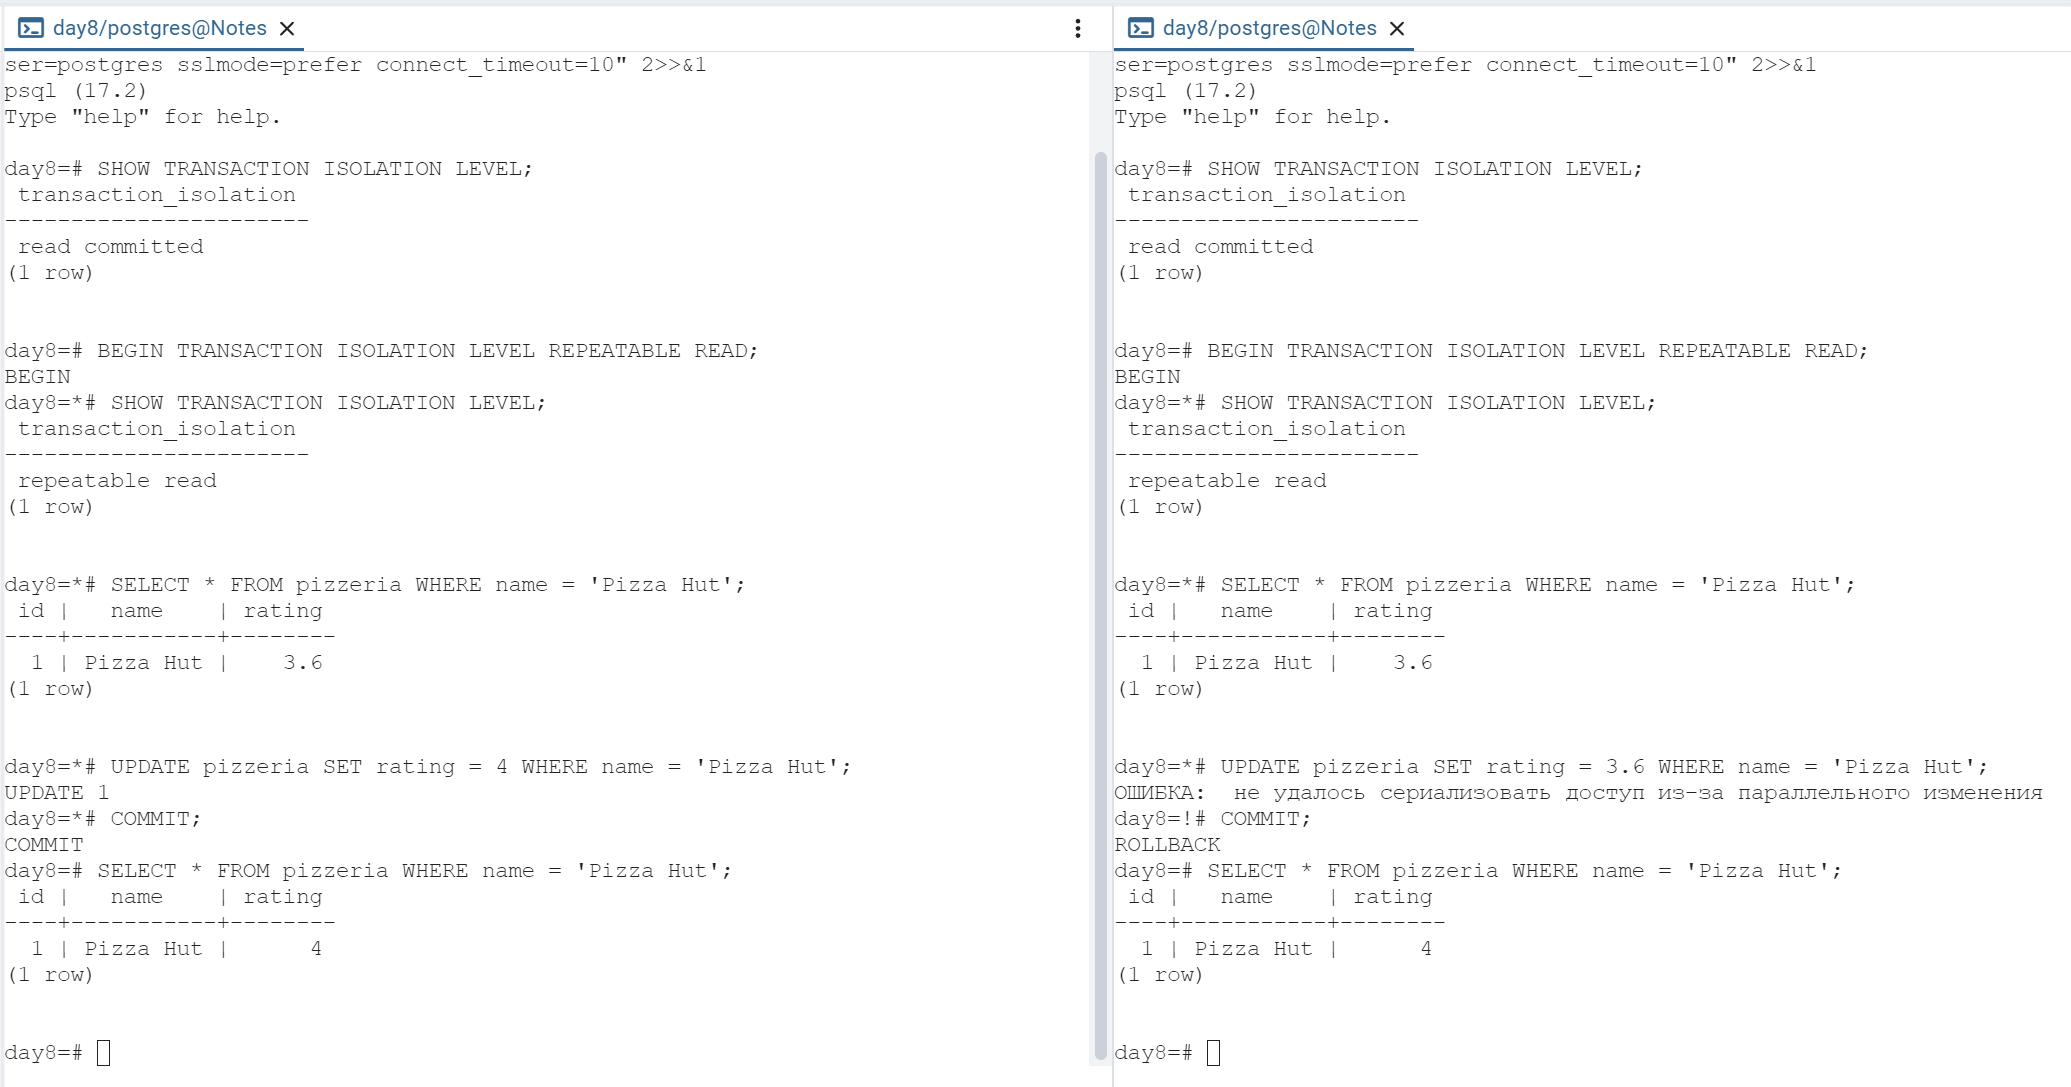 day8/postgres@Notes
ser=postgres sslmode=prefer connect_timeout=10" 2>>&1
psql (17.2)
Type "help" for help.
day8=# SHOW TRANSACTION ISOLATION LEVEL;
 transaction_isolation
-----------------------
 read committed
(1 row)
day8=# BEGIN TRANSACTION ISOLATION LEVEL REPEATABLE READ;
BEGIN
day8=*# SHOW TRANSACTION ISOLATION LEVEL;
 transaction_isolation
-----------------------
 repeatable read
(1 row)
day8=*# SELECT * FROM pizzeria WHERE name = 'Pizza Hut';
 id |   name    | rating
----+-----------+--------
  1 | Pizza Hut |    3.6
(1 row)
day8=*# UPDATE pizzeria SET rating = 4 WHERE name = 'Pizza Hut';
UPDATE 1
day8=*# COMMIT;
COMMIT
day8=# SELECT * FROM pizzeria WHERE name = 'Pizza Hut';
 id |   name    | rating
----+-----------+--------
  1 | Pizza Hut |      4
(1 row)
day8=#
day8/postgres@Notes
ser=postgres sslmode=prefer connect_timeout=10" 2>>&1
psql (17.2)
Type "help" for help.
day8=# SHOW TRANSACTION ISOLATION LEVEL;
 transaction_isolation
-----------------------
 read committed
(1 row)
day8=# BEGIN TRANSACTION ISOLATION LEVEL REPEATABLE READ;
BEGIN
day8=*# SHOW TRANSACTION ISOLATION LEVEL;
 transaction_isolation
-----------------------
 repeatable read
(1 row)
day8=*# SELECT * FROM pizzeria WHERE name = 'Pizza Hut';
 id |   name    | rating
----+-----------+--------
  1 | Pizza Hut |    3.6
(1 row)
day8=*# UPDATE pizzeria SET rating = 3.6 WHERE name = 'Pizza Hut';
ОШИБКА:  не удалось сериализовать доступ из-за параллельного изменения
day8=!# COMMIT;
ROLLBACK
day8=# SELECT * FROM pizzeria WHERE name = 'Pizza Hut';
 id |   name    | rating
----+-----------+--------
  1 | Pizza Hut |      4
(1 row)
day8=#